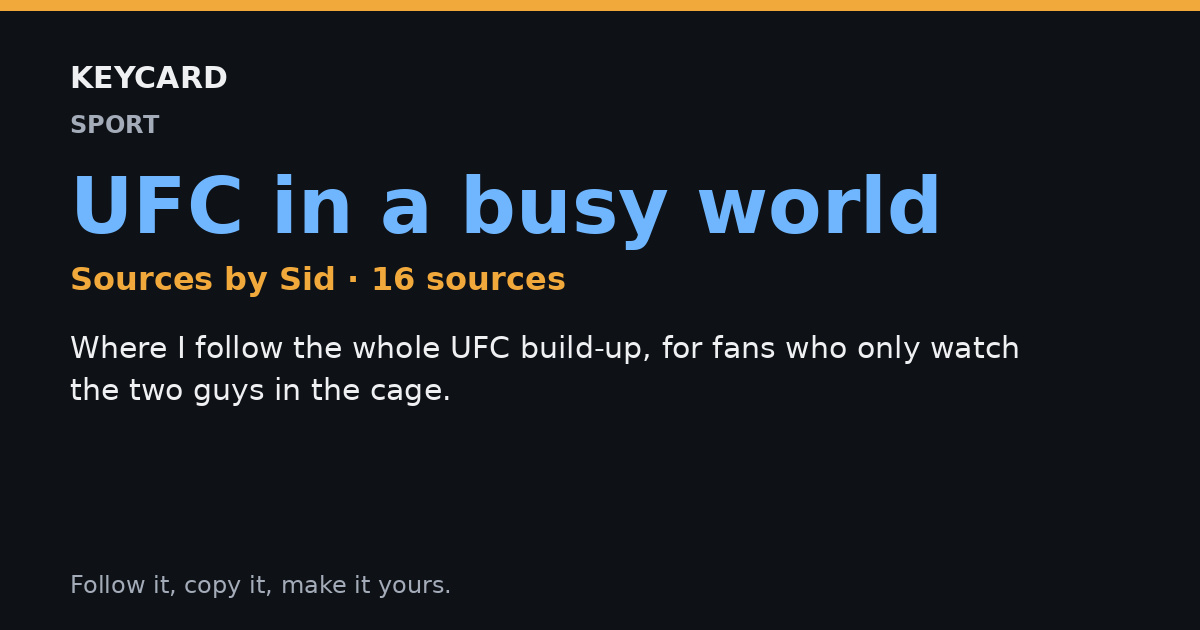 KEYCARD
SPORT
UFC in a busy world
Sources by Sid · 16 sources
Where I follow the whole UFC build-up, for fans who only watch
the two guys in the cage.
Follow it, copy it, make it yours.